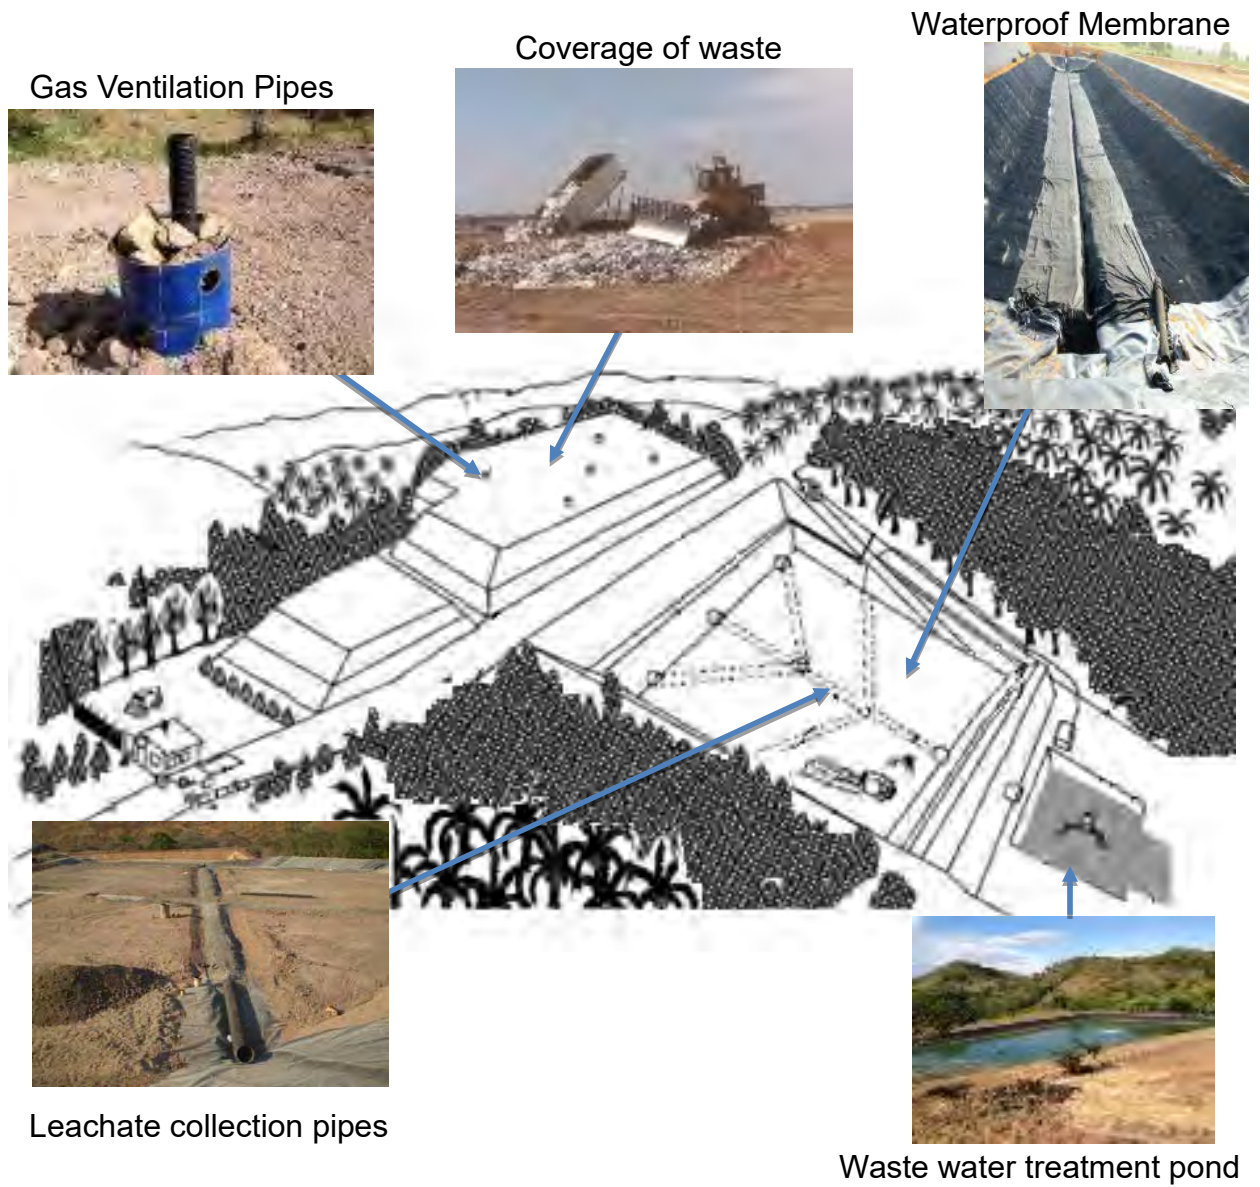 Waterproof Membrane
Coverage of waste
Gas Ventilation Pipes
Leachate collection pipes
Waste water treatment pond